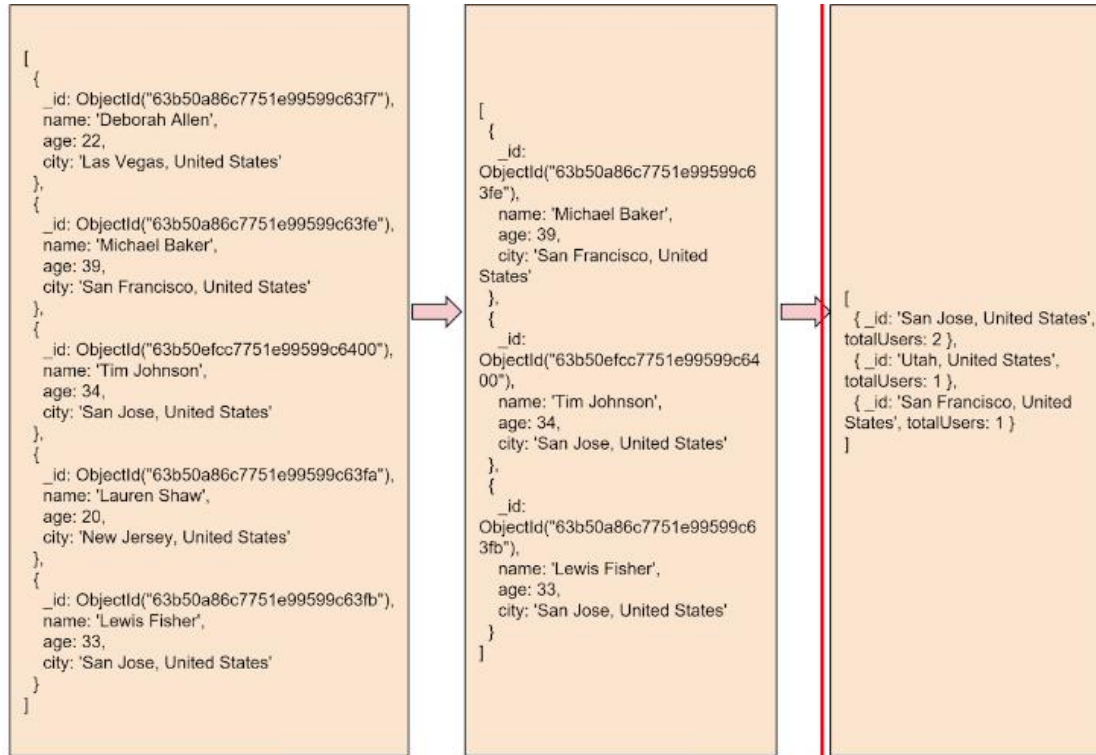 [
{
_id: ObjectId("63b50a86c7751e99599c63f7"),
name: 'Deborah Allen',
age: 22,
city: 'Las Vegas, United States'
},
{
_id: ObjectId("63b50a86c7751e99599c63fe"),
name: 'Michael Baker',
age: 39,
city: 'San Francisco, United States'
},
{
_id: ObjectId("63b50efcc7751e99599c6400"),
name: 'Tim Johnson',
age: 34,
city: 'San Jose, United States'
},
{
_id: ObjectId("63b50a86c7751e99599c63fa"),
name: 'Lauren Shaw',
age: 20,
city: 'New Jersey, United States'
},
{
_id: ObjectId("63b50a86c7751e99599c63fb"),
name: 'Lewis Fisher',
age: 33,
city: 'San Jose, United States'
}
]
[
{
_id:
ObjectId("63b50a86c7751e99599c6
3fe"),
name: 'Michael Baker',
age: 39,
city: 'San Francisco, United
States'
},
{
_id:
ObjectId("63b50efcc7751e99599c64
00"),
name: 'Tim Johnson',
age: 34,
city: 'San Jose, United States'
},
{
_id:
ObjectId("63b50a86c7751e99599c6
3fb"),
name: 'Lewis Fisher',
age: 33,
city: 'San Jose, United States'
}
]
[
{ _id: 'San Jose, United States',
totalUsers: 2 },
{ _id: 'Utah, United States',
totalUsers: 1 },
{ _id: 'San Francisco, United
States', totalUsers: 1 }
]